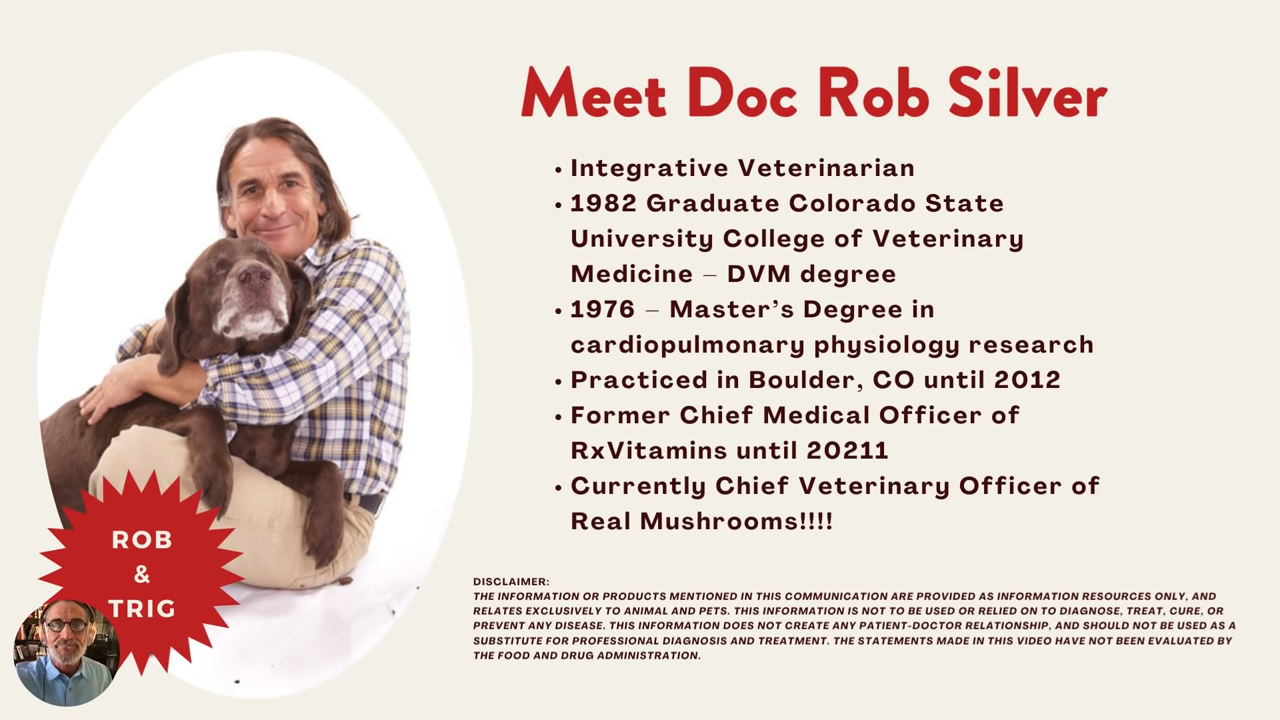 Meet Doc Rob Silver
• Integrative Veterinarian
• 1982 Graduate Colorado State
University College of Veterinary
Medicine – DVM degree
• 1976 – Master's Degree in
cardiopulmonary physiology research
• Practiced in Boulder, CO until 2012
• Former Chief Medical Officer of
RxVitamins until 20211
• Currently Chief Veterinary Officer of
Real Mushrooms!!!!
ROB
&
TRIG
DISCLAIMER:
THE INFORMATION OR PRODUCTS MENTIONED IN THIS COMMUNICATION ARE PROVIDED AS INFORMATION RESOURCES ONLY, AND
RELATES EXCLUSIVELY TO ANIMAL AND PETS. THIS INFORMATION IS NOT TO BE USED OR RELIED ON TO DIAGNOSE, TREAT, CURE, OR
PREVENT ANY DISEASE. THIS INFORMATION DOES NOT CREATE ANY PATIENT-DOCTOR RELATIONSHIP, AND SHOULD NOT BE USED AS A
SUBSTITUTE FOR PROFESSIONAL DIAGNOSIS AND TREATMENT. THE STATEMENTS MADE IN THIS VIDEO HAVE NOT BEEN EVALUATED BY
THE FOOD AND DRUG ADMINISTRATION.